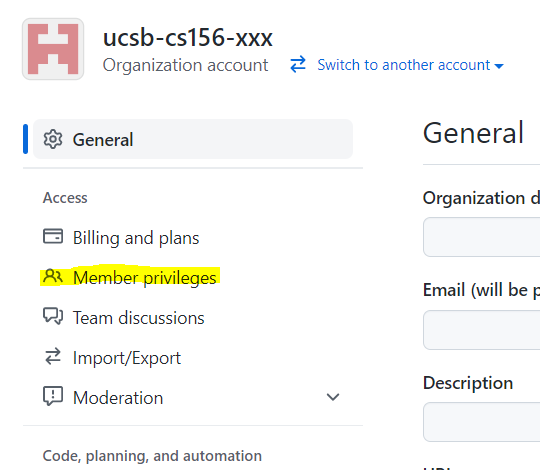 ucsb-cs156-xxx
Organization account
Switch to another account
General
Access
Billing and plans
Member privileges
Team discussions
Import/Export
Moderation
Code, planning, and automation
General
Organization d
Email (will be p
Description